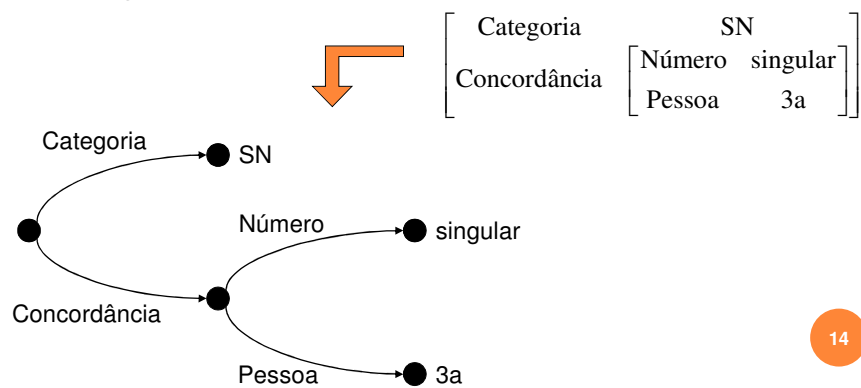 Categoria SN
Concordância Número singular
Pessoa 3a
Categoria
SN
Número
singular
Concordância
Pessoa
3a
14